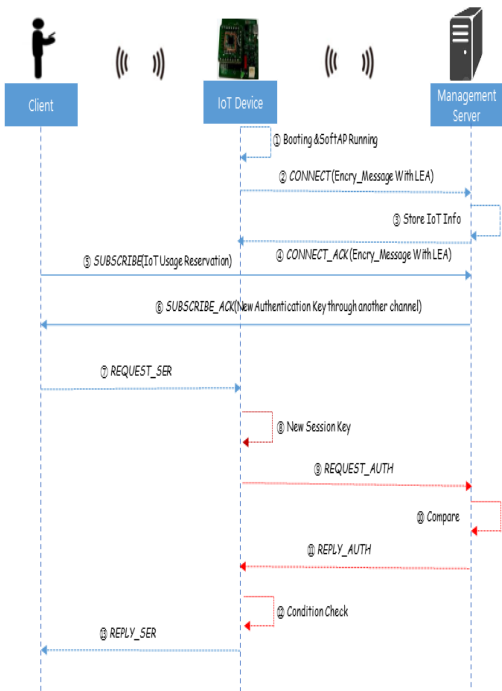 Client
IoT Device
Management
Server
① Booting &SoftAP Running
② CONNECT(Encry_Message With LEA)
③ Store IoT Info
④ CONNECT_ACK(Encry_Message With LEA)
⑤ SUBSCRIBE(IoT Usage Reservation)
⑥ SUBSCRIBE_ACK(New Authentication Key through another channel)
⑦ REQUEST_SER
⑧ New Session Key
⑨ REQUEST_AUTH
⑩ Compare
⑪ REPLY_AUTH
⑫ Condition Check
⑬ REPLY_SER